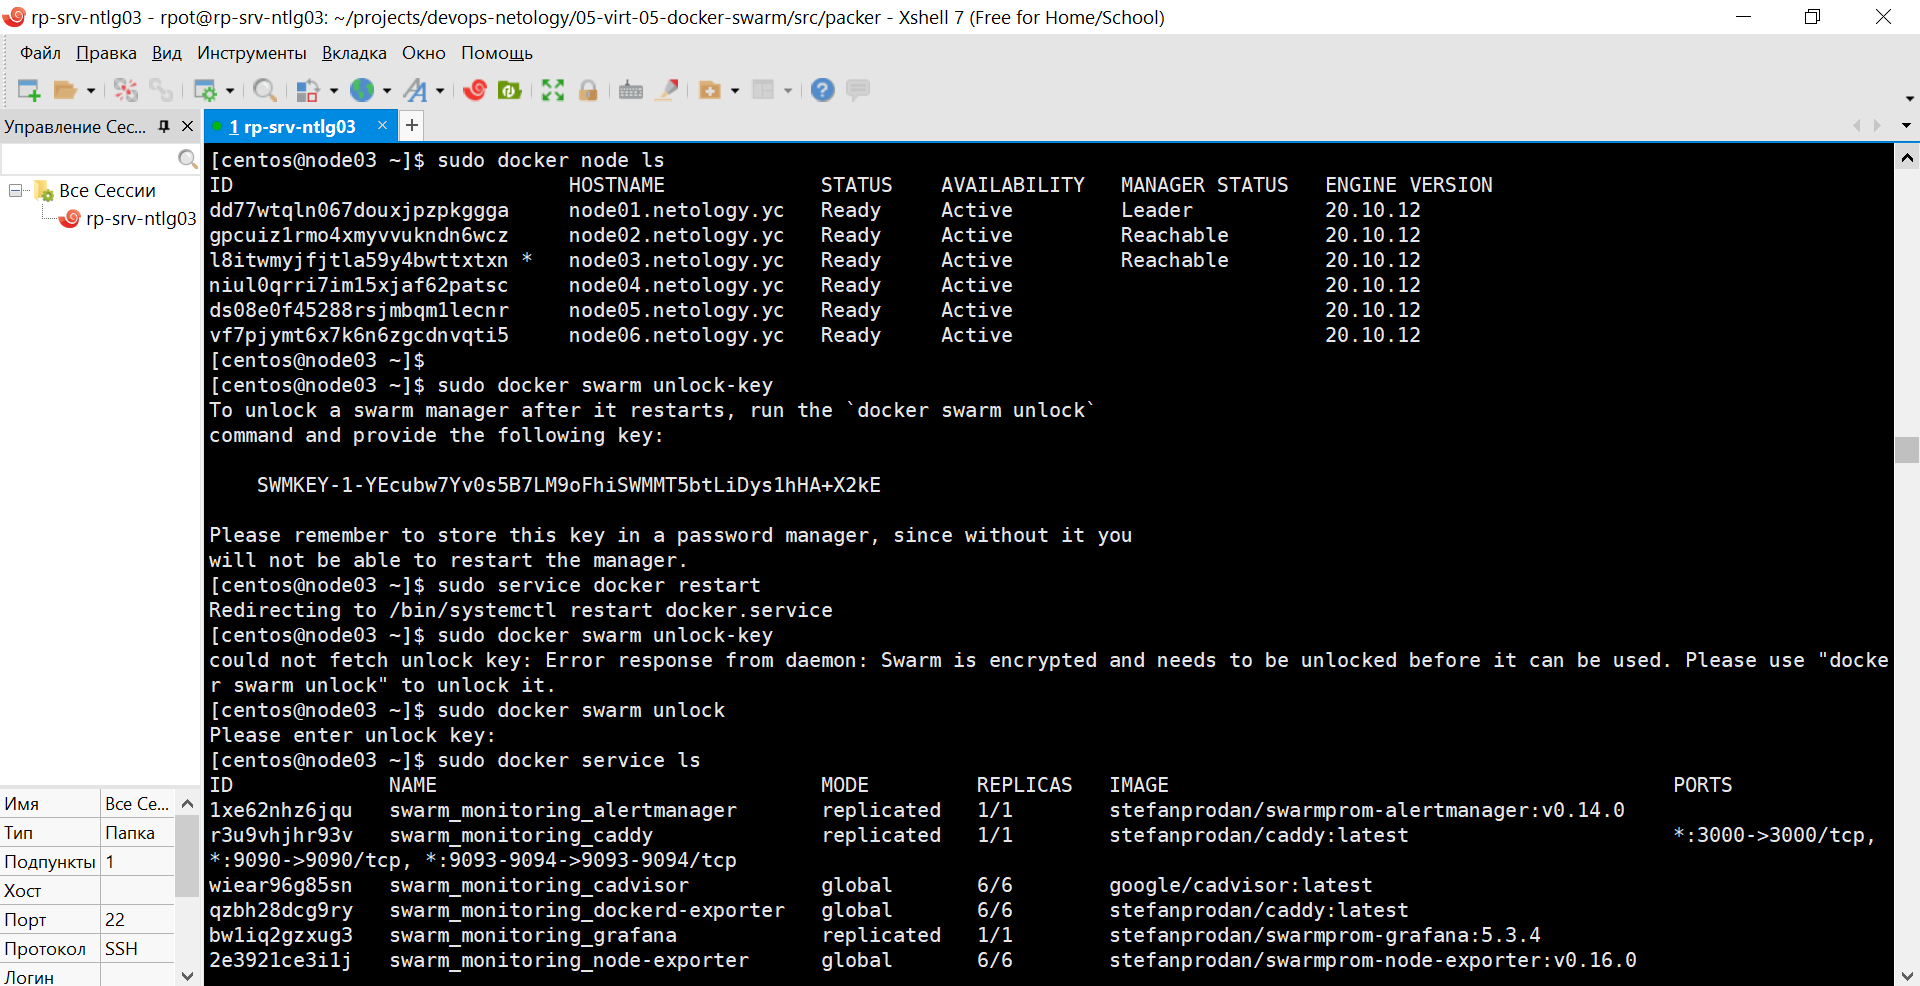 rp-srv-ntlg03 - rpot@rp-srv-ntlg03: ~/projects/devops-netology/05-virt-05-docker-swarm/src/packer - Xshell 7 (Free for Home/School)
Файл Правка Вид Инструменты Вкладка Окно Помощь
Управление Сес...
1 rp-srv-ntlg03
Все Сессии
rp-srv-ntlg03
[centos@node03 ~]$ sudo docker node ls
ID HOSTNAME STATUS AVAILABILITY MANAGER STATUS ENGINE VERSION
dd77wtqln067douxjpzpkggga node01.netology.yc Ready Active Leader 20.10.12
gpcuiz1rmo4xmyvvukndn6wcz node02.netology.yc Ready Active Reachable 20.10.12
l8itwmyjfjtla59y4bwttxtxn * node03.netology.yc Ready Active Reachable 20.10.12
niul0qrri7im15xjaf62patsc node04.netology.yc Ready Active 20.10.12
ds08e0f45288rsjmbqm1lecnr node05.netology.yc Ready Active 20.10.12
vf7pjymt6x7k6n6zgcdnvqti5 node06.netology.yc Ready Active 20.10.12
[centos@node03 ~]$
[centos@node03 ~]$ sudo docker swarm unlock-key
To unlock a swarm manager after it restarts, run the `docker swarm unlock`
command and provide the following key:
SWMKEY-1-YEcubw7Yv0s5B7LM9oFhiSWMMT5btLiDys1hHA+X2kE
Please remember to store this key in a password manager, since without it you
will not be able to restart the manager.
[centos@node03 ~]$ sudo service docker restart
Redirecting to /bin/systemctl restart docker.service
[centos@node03 ~]$ sudo docker swarm unlock-key
could not fetch unlock key: Error response from daemon: Swarm is encrypted and needs to be unlocked before it can be used. Please use "docke
r swarm unlock" to unlock it.
[centos@node03 ~]$ sudo docker swarm unlock
Please enter unlock key:
[centos@node03 ~]$ sudo docker service ls
ID NAME MODE REPLICAS IMAGE PORTS
1xe62nhz6jqu swarm_monitoring_alertmanager replicated 1/1 stefanprodan/swarmprom-alertmanager:v0.14.0
r3u9vhjhr93v swarm_monitoring_caddy replicated 1/1 stefanprodan/caddy:latest *:3000->3000/tcp,
*:9090->9090/tcp, *:9093-9094->9093-9094/tcp
wiear96g85sn swarm_monitoring_cadvisor global 6/6 google/cadvisor:latest
qzbh28dcg9ry swarm_monitoring_dockerd-exporter global 6/6 stefanprodan/caddy:latest
bw1iq2gzxug3 swarm_monitoring_grafana replicated 1/1 stefanprodan/swarmprom-grafana:5.3.4
2e3921ce3i1j swarm_monitoring_node-exporter global 6/6 stefanprodan/swarmprom-node-exporter:v0.16.0
Имя Все Се...
Тип Папка
Подпункты 1
Хост
Порт 22
Протокол SSH
Логин